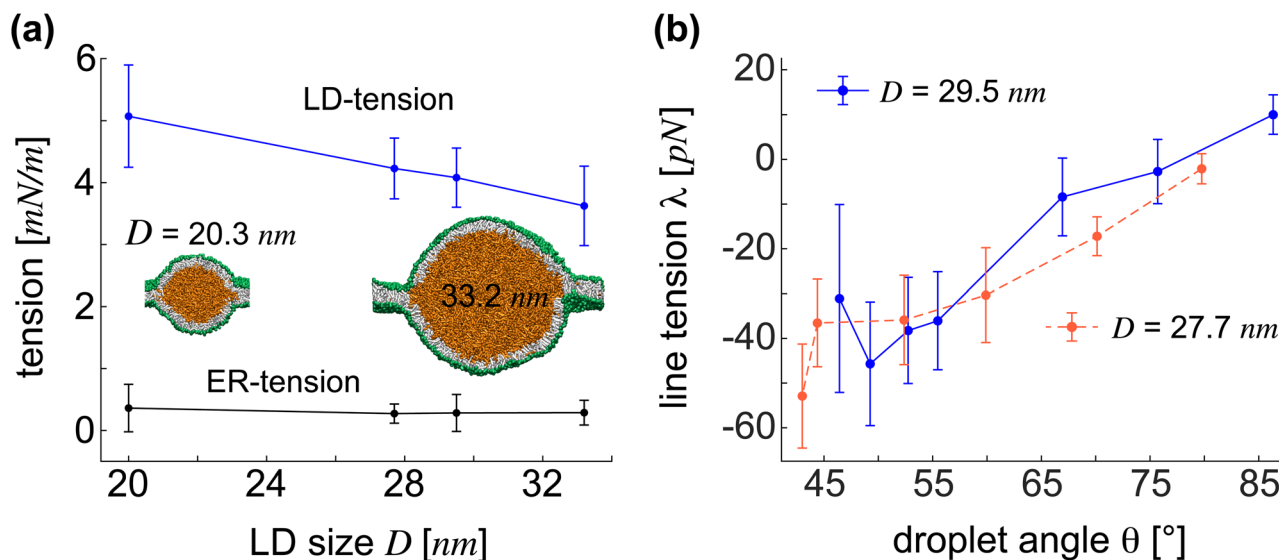 (a)
6
4
2
0
tension [mN/m]
LD-tension
D = 20.3 nm
33.2 nm
ER-tension
20 24 28 32
LD size D [nm]
(b)
20
0
-20
-40
-60
line tension λ [pN]
D = 29.5 nm
D = 27.7 nm
45 55 65 75 85
droplet angle θ [°]